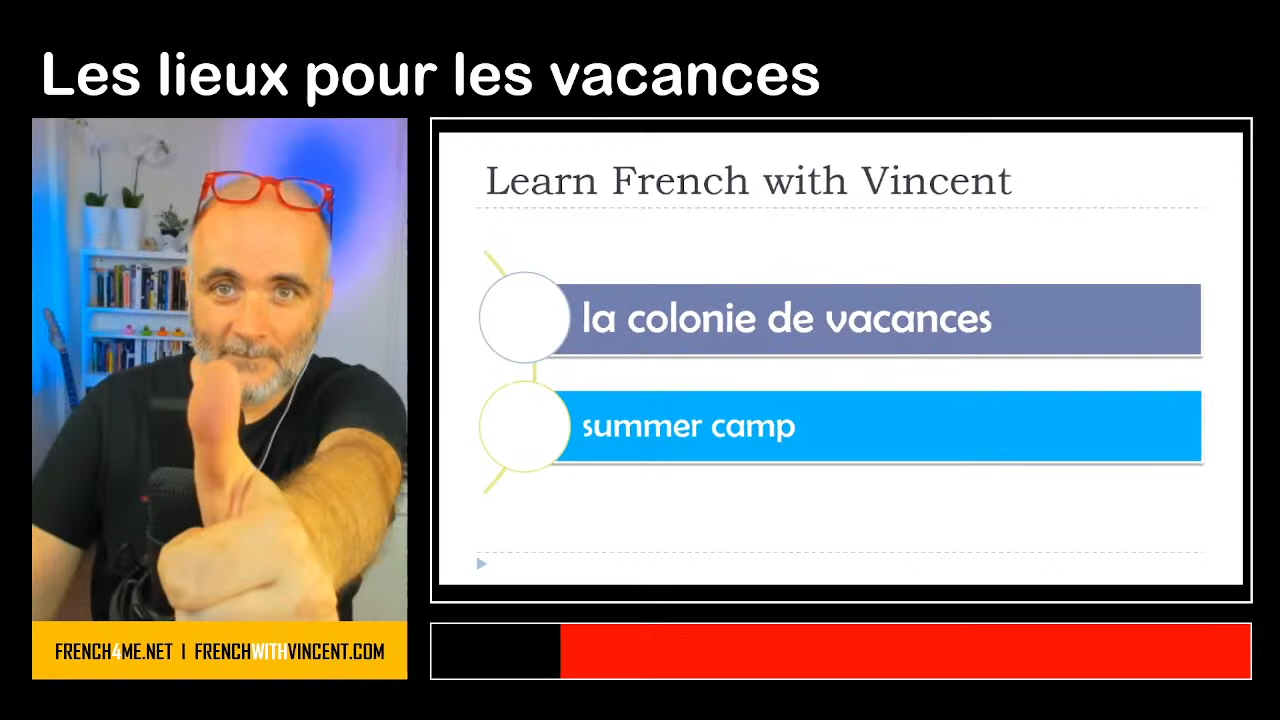 Les lieux pour les vacances
Learn French with Vincent
la colonie de vacances
summer camp
FRENCH4ME.NET I FRENCHWITHVINCENT.COM